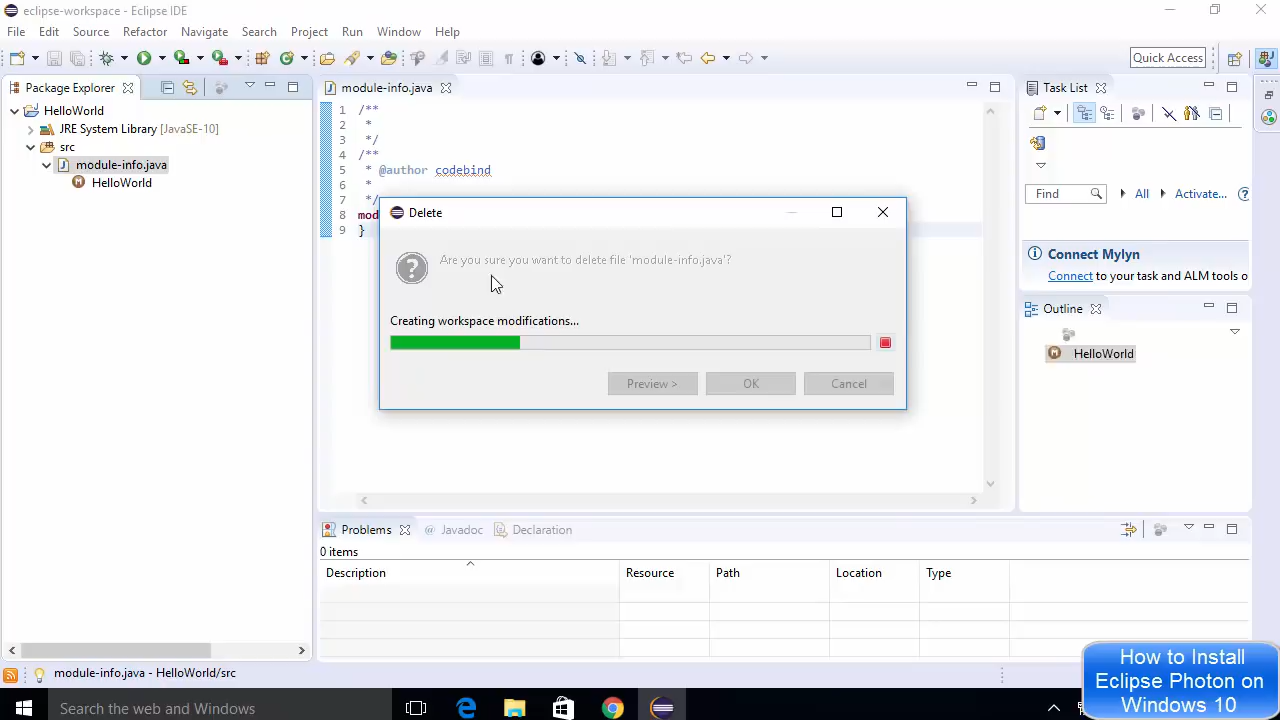 eclipse-workspace - Eclipse IDE
File Edit Source Refactor Navigate Search Project Run Window Help
Quick Access
Package Explorer
HelloWorld
JRE System Library [JavaSE-10]
src
module-info.java
HelloWorld
module-info.java
1 /**
2 *
3 */
4 /**
5 * @author codebind
6 *
7 */
8 mod
9 }
Delete
Are you sure you want to delete file 'module-info.java'?
Creating workspace modifications...
Preview > OK Cancel
Task List
Find All Activate...
Connect Mylyn
Connect to your task and ALM tools o
Outline
HelloWorld
Problems @ Javadoc Declaration
0 items
Description Resource Path Location Type
module-info.java - HelloWorld/src
How to Install
Eclipse Photon on
Windows 10
Search the web and Windows